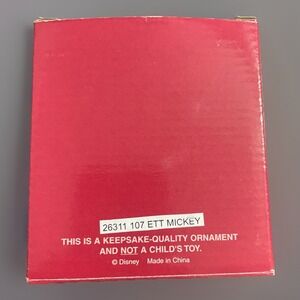 26311 107 ETT MICKEY
THIS IS A KEEPSAKE-QUALITY ORNAMENT
AND NOT A CHILD'S TOY.
© Disney Made in China